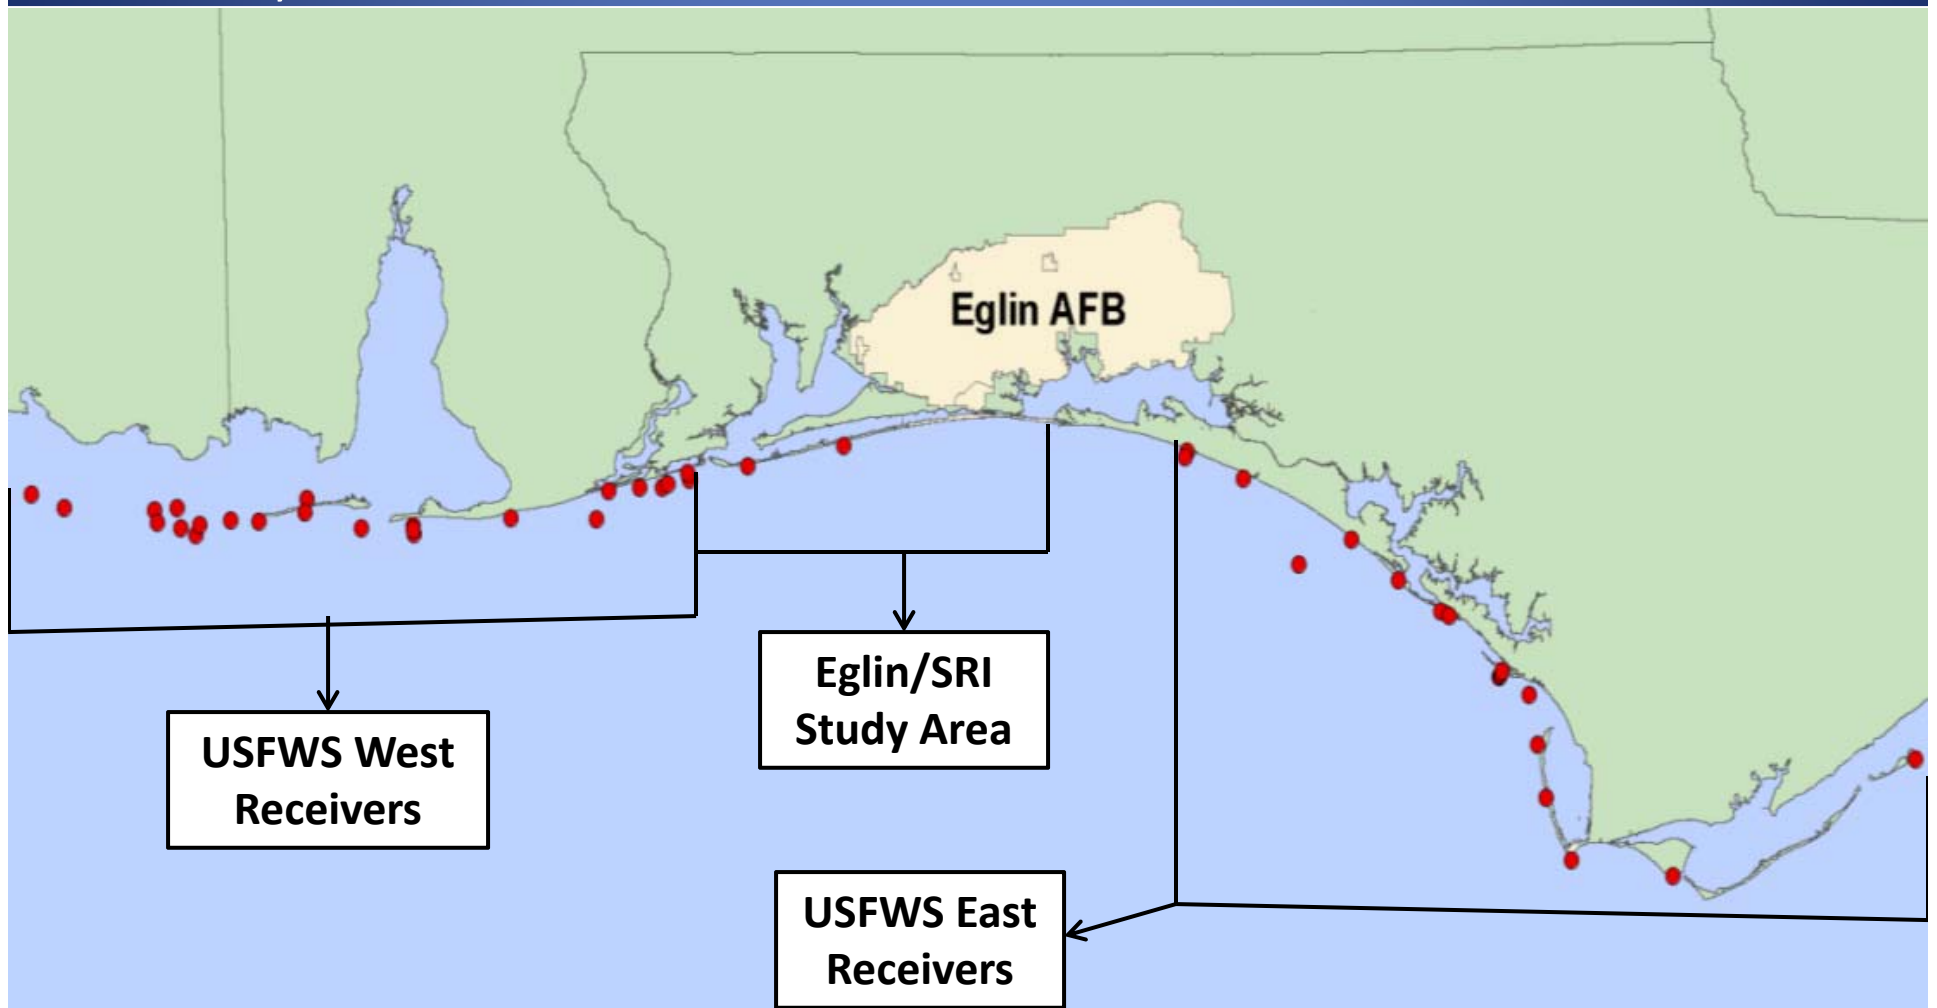 Eglin AFB
Eglin/SRI
Study Area
USFWS West
Receivers
USFWS East
Receivers